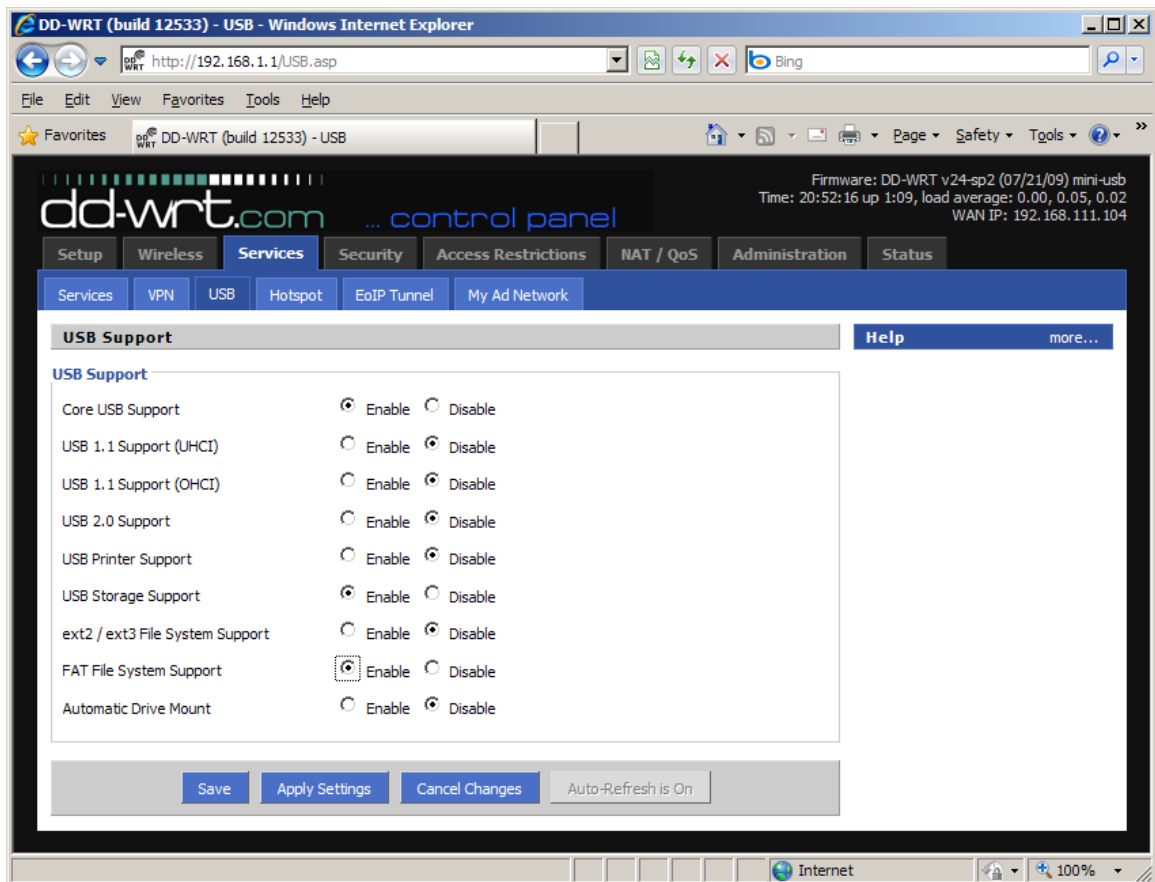 DD-WRT (build 12533) - USB - Windows Internet Explorer
http://192.168.1.1/USB.asp
Bing
File Edit View Favorites Tools Help
Favorites DD-WRT (build 12533) - USB Page Safety Tools »
dd-wrt.com ... control panel
Firmware: DD-WRT v24-sp2 (07/21/09) mini-usb
Time: 20:52:16 up 1:09, load average: 0.00, 0.05, 0.02
WAN IP: 192.168.111.104
Setup Wireless Services Security Access Restrictions NAT / QoS Administration Status
Services VPN USB Hotspot EoIP Tunnel My Ad Network
USB Support
Help more...
USB Support
Core USB Support Enable Disable
USB 1.1 Support (UHCI) Enable Disable
USB 1.1 Support (OHCI) Enable Disable
USB 2.0 Support Enable Disable
USB Printer Support Enable Disable
USB Storage Support Enable Disable
ext2 / ext3 File System Support Enable Disable
FAT File System Support Enable Disable
Automatic Drive Mount Enable Disable
Save Apply Settings Cancel Changes Auto-Refresh is On
Internet 100%